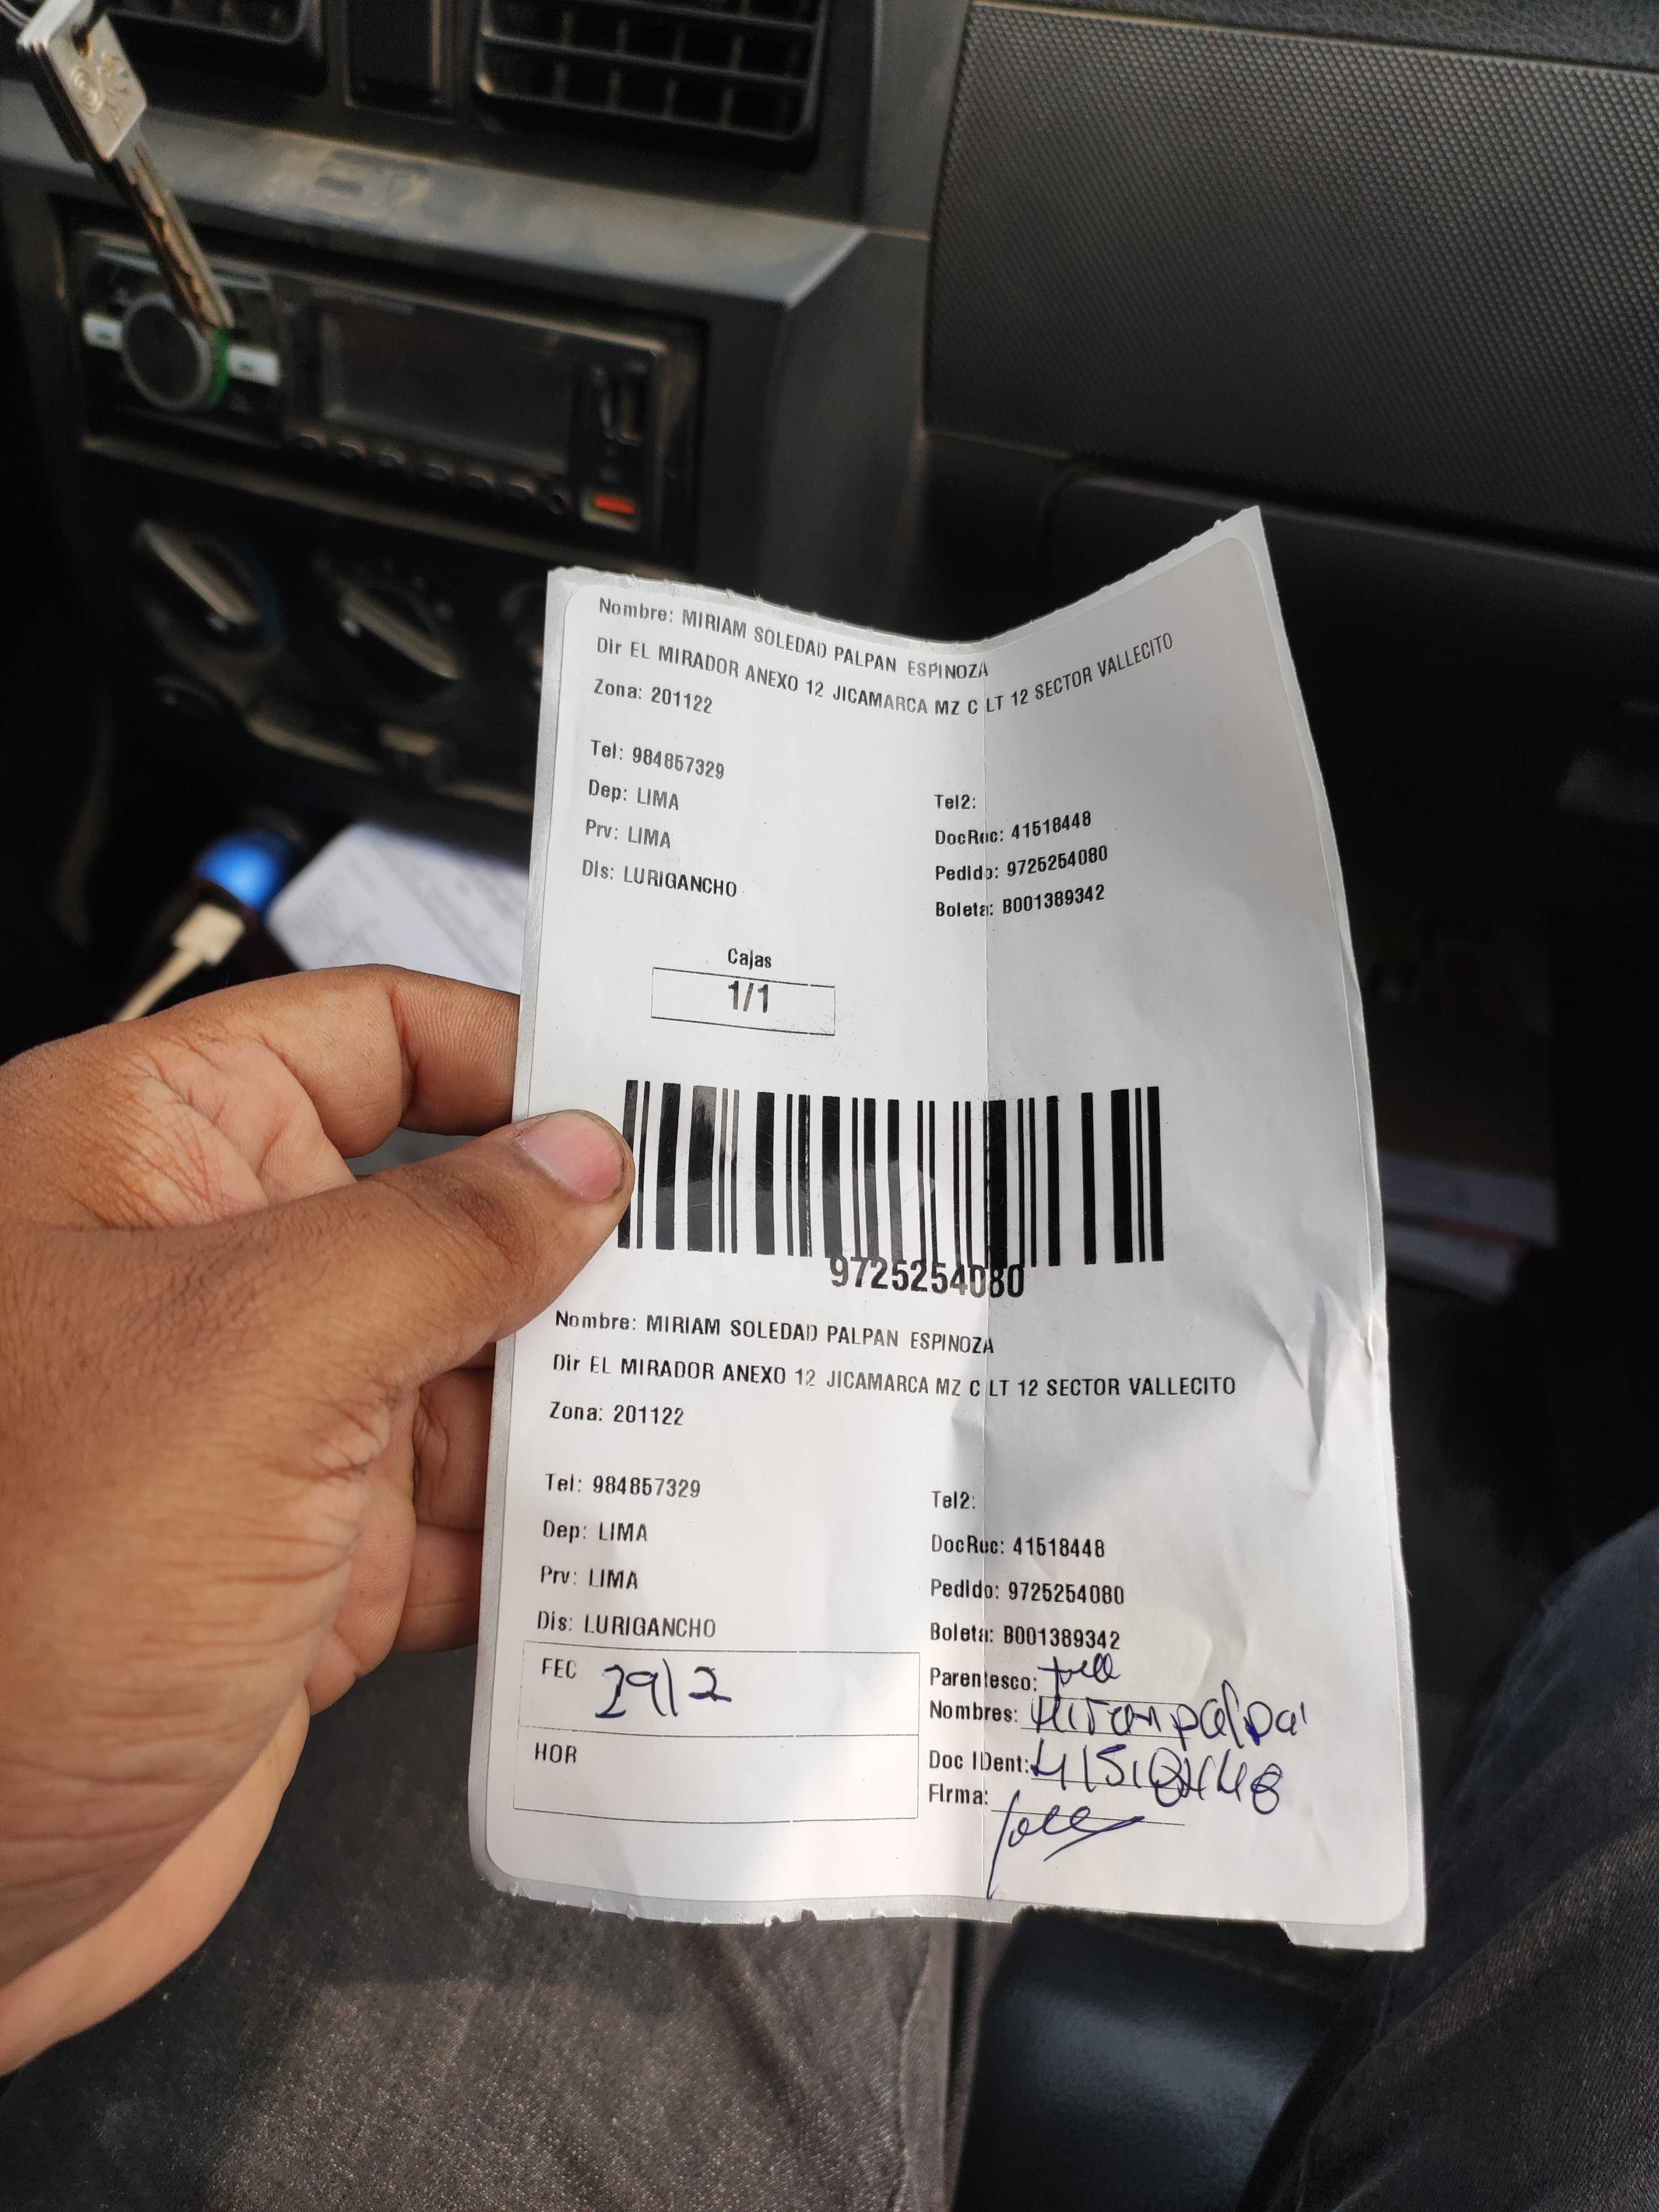 Nombre: MIRIAM SOLEDAD PALPAN ESPINOZA
Dir EL MIRADOR ANEXO 12 JICAMARCA MZ C LT 12 SECTOR VALLECITO
Zona: 201122
Tel: 984857329
Tel2:
Dep: LIMA
DocRec: 41518448
Prv: LIMA
Pedido: 9725254080
Dis: LURIGANCHO
Boleta: B001389342
Cajas
1/1
9725254080
Nombre: MIRIAM SOLEDAD PALPAN ESPINOZA
Dir EL MIRADOR ANEXO 12 JICAMARCA MZ C LT 12 SECTOR VALLECITO
Zona: 201122
Tel: 984857329
Tel2:
Dep: LIMA
DocRec: 41518448
Prv: LIMA
Pedido: 9725254080
Dis: LURIGANCHO
Boleta: B001389342
FEC 29/2
Parentesco:
Nombres:
HOR
Doc IDent: 41518448
Firma: